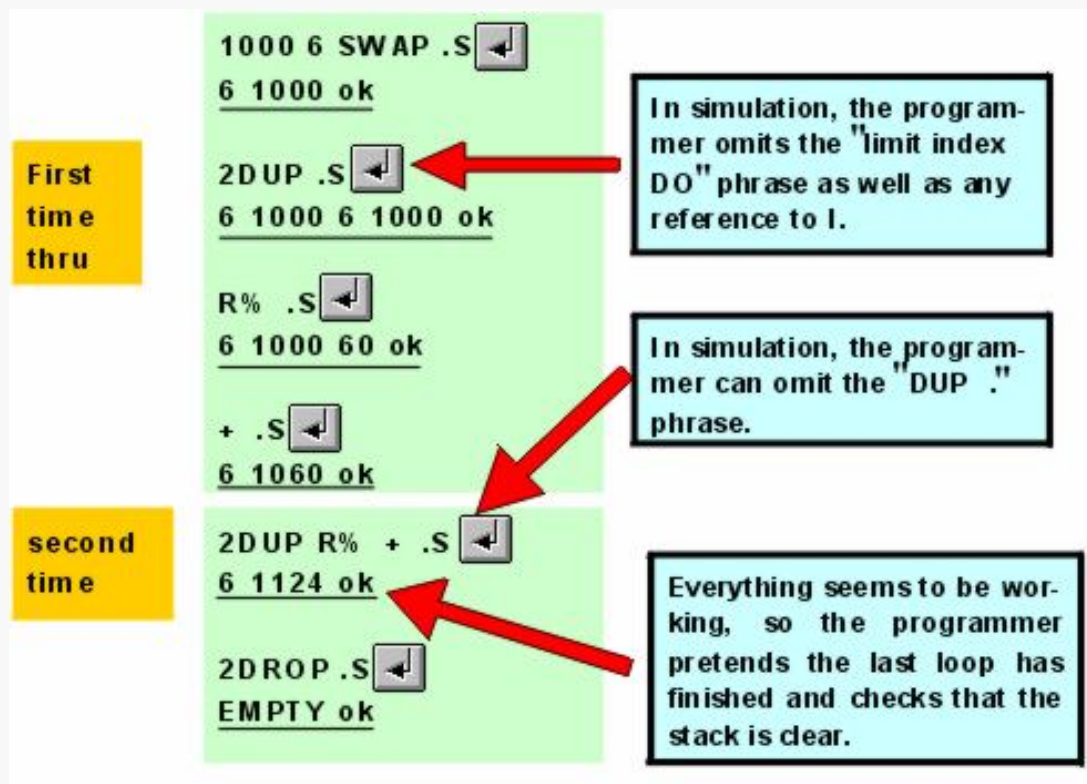 1000 6 SWAP .S
6 1000 ok
In simulation, the program-
mer omits the "limit index
DO" phrase as well as any
reference to I.
First
time
thru
2DUP .S
6 1000 6 1000 ok
R% .S
6 1000 60 ok
In simulation, the program-
mer can omit the "DUP ."
phrase.
+ .S
6 1060 ok
second
time
2DUP R% + .S
6 1124 ok
Everything seems to be wor-
king, so the programmer
pretends the last loop has
finished and checks that the
stack is clear.
2DROP .S
EMPTY ok